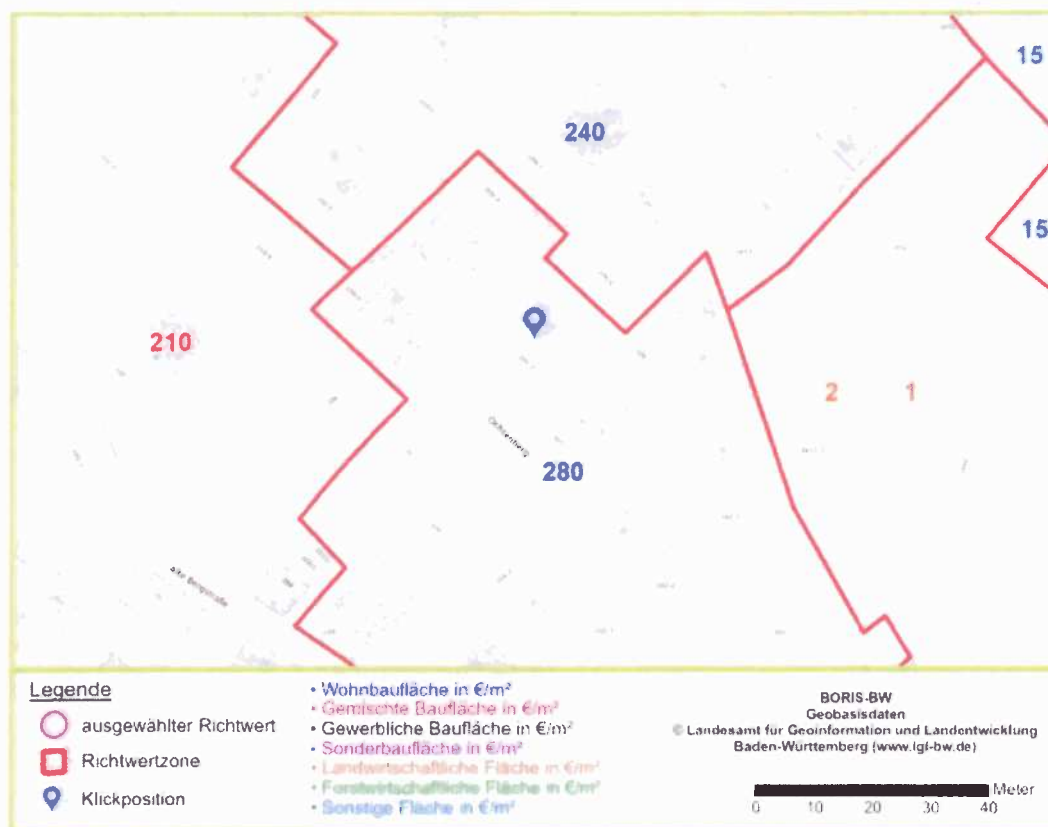 15
240
15
210
2 1
Ochsenberg
280
alte Bergstraße
Legende
ausgewählter Richtwert
Richtwertzone
Klickposition
• Wohnbaufläche in €/m²
• Gemischte Baufläche in €/m²
• Gewerbliche Baufläche in €/m²
• Sonderbaufläche in €/m²
• Landwirtschaftliche Fläche in €/m²
• Forstwirtschaftliche Fläche in €/m²
• Sonstige Fläche in €/m²
BORIS-BW
Geobasisdaten
© Landesamt für Geoinformation und Landentwicklung
Baden-Württemberg (www.lgl-bw.de)
Meter
0 10 20 30 40